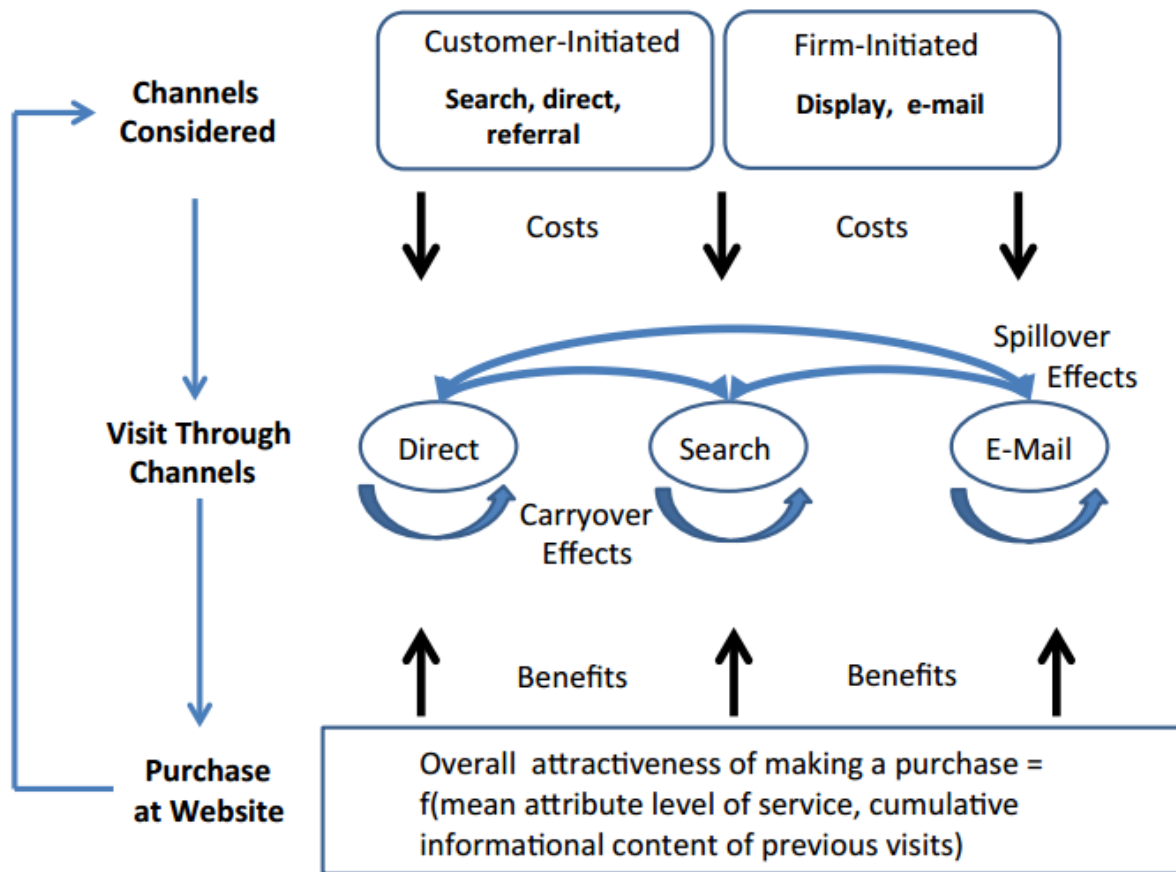 Channels
Considered
Customer-Initiated
Search, direct,
referral
Firm-Initiated
Display,  e-mail
Costs
Costs
Spillover
Effects
Visit Through
Channels
Direct
Search
E-Mail
Carryover
Effects
Benefits
Benefits
Purchase
at Website
Overall  attractiveness of making a purchase =
f(mean attribute level of service, cumulative
informational content of previous visits)